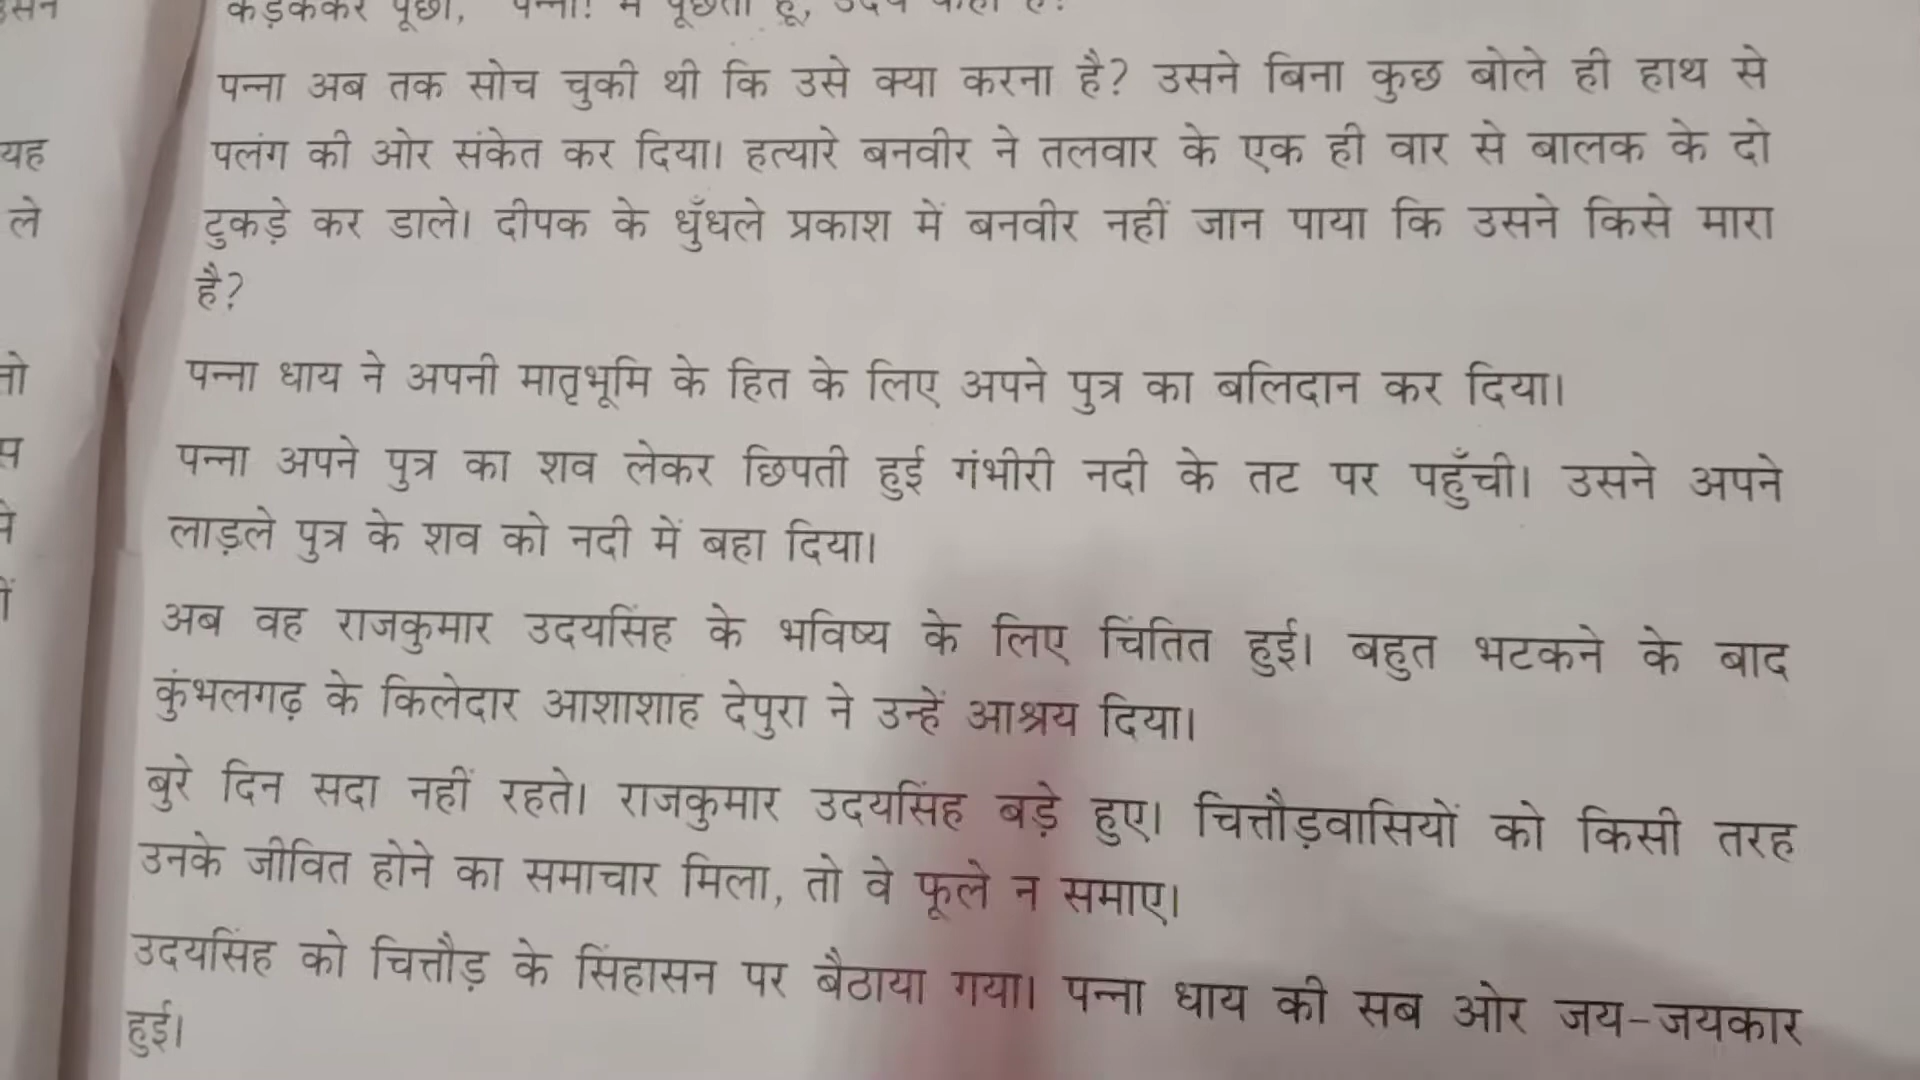 पन्ना अब तक सोच चुकी थी कि उसे क्या करना है? उसने बिना कुछ बोले ही हाथ से
यह
पलंग की ओर संकेत कर दिया। हत्यारे बनवीर ने तलवार के एक ही वार से बालक के दो
ले
टुकड़े कर डाले। दीपक के धुँधले प्रकाश में बनवीर नहीं जान पाया कि उसने किसे मारा
है?
पन्ना धाय ने अपनी मातृभूमि के हित के लिए अपने पुत्र का बलिदान कर दिया।
पन्ना अपने पुत्र का शव लेकर छिपती हुई गंभीरी नदी के तट पर पहुँची। उसने अपने
लाड़ले पुत्र के शव को नदी में बहा दिया।
अब वह राजकुमार उदयसिंह के भविष्य के लिए चिंतित हुई। बहुत भटकने के बाद
कुंभलगढ़ के किलेदार आशाशाह देपुरा ने उन्हें आश्रय दिया।
बुरे दिन सदा नहीं रहते। राजकुमार उदयसिंह बड़े हुए। चित्तौड़वासियों को किसी तरह
उनके जीवित होने का समाचार मिला, तो वे फूले न समाए।
उदयसिंह को चित्तौड़ के सिंहासन पर बैठाया गया। पन्ना धाय की सब ओर जय-जयकार
हुई।